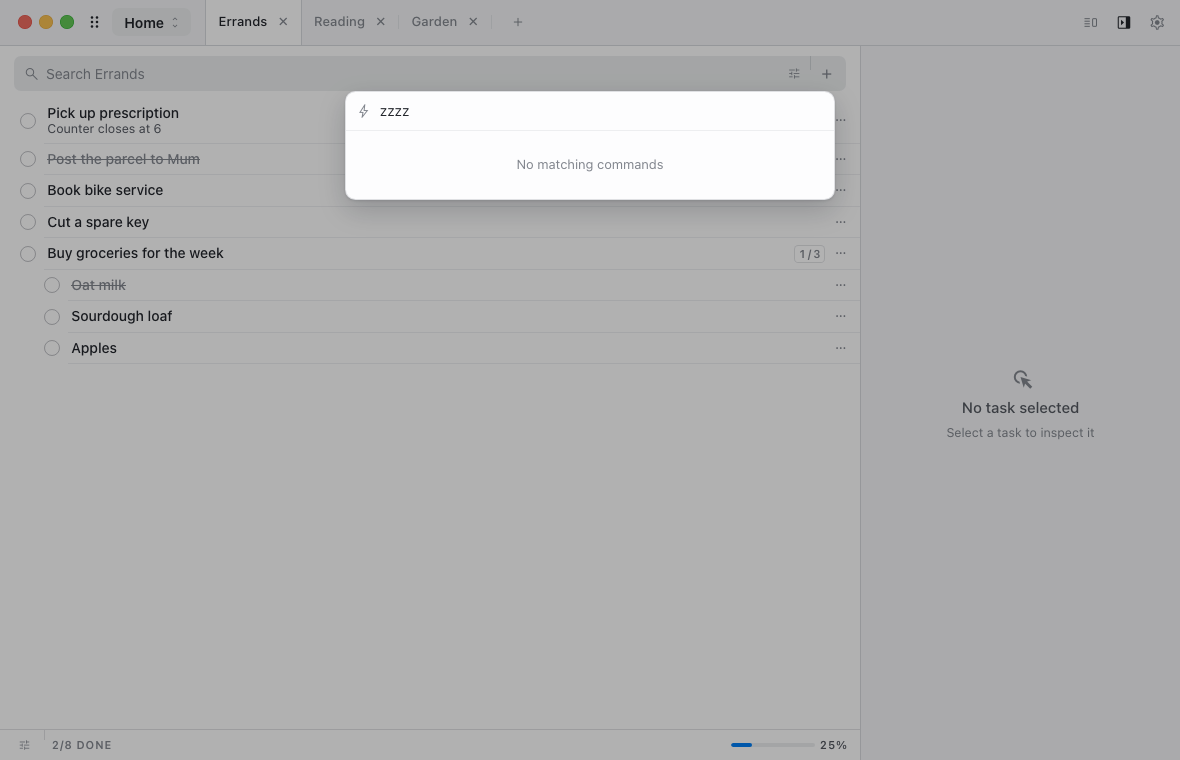 Home
Errands
Reading
Garden
Search Errands
zzzz
No matching commands
Pick up prescription
Counter closes at 6
Post the parcel to Mum
Book bike service
Cut a spare key
Buy groceries for the week
1/3
Oat milk
Sourdough loaf
Apples
No task selected
Select a task to inspect it
2/8 DONE
25%